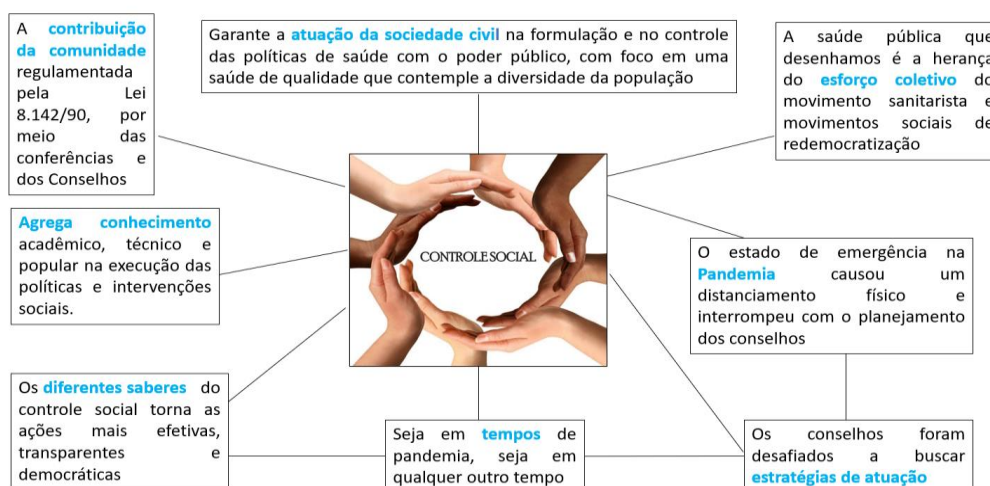 A contribuição
da comunidade
regulamentada
pela Lei
8.142/90, por
meio das
conferências e
dos Conselhos
Garante a atuação da sociedade civil na formulação e no controle
das políticas de saúde com o poder público, com foco em uma
saúde de qualidade que contemple a diversidade da população
A saúde pública que
desenhamos é a herança
do esforço coletivo do
movimento sanitarista e
movimentos sociais de
redemocratização
Agrega conhecimento
acadêmico, técnico e
popular na execução das
políticas e intervenções
sociais.
CONTROLE SOCIAL
O estado de emergência na
Pandemia causou um
distanciamento físico e
interrompeu com o planejamento
dos conselhos
Os diferentes saberes do
controle social torna as
ações mais efetivas,
transparentes e
democráticas
Seja em tempos de
pandemia, seja em
qualquer outro tempo
Os conselhos foram
desafiados a buscar
estratégias de atuação